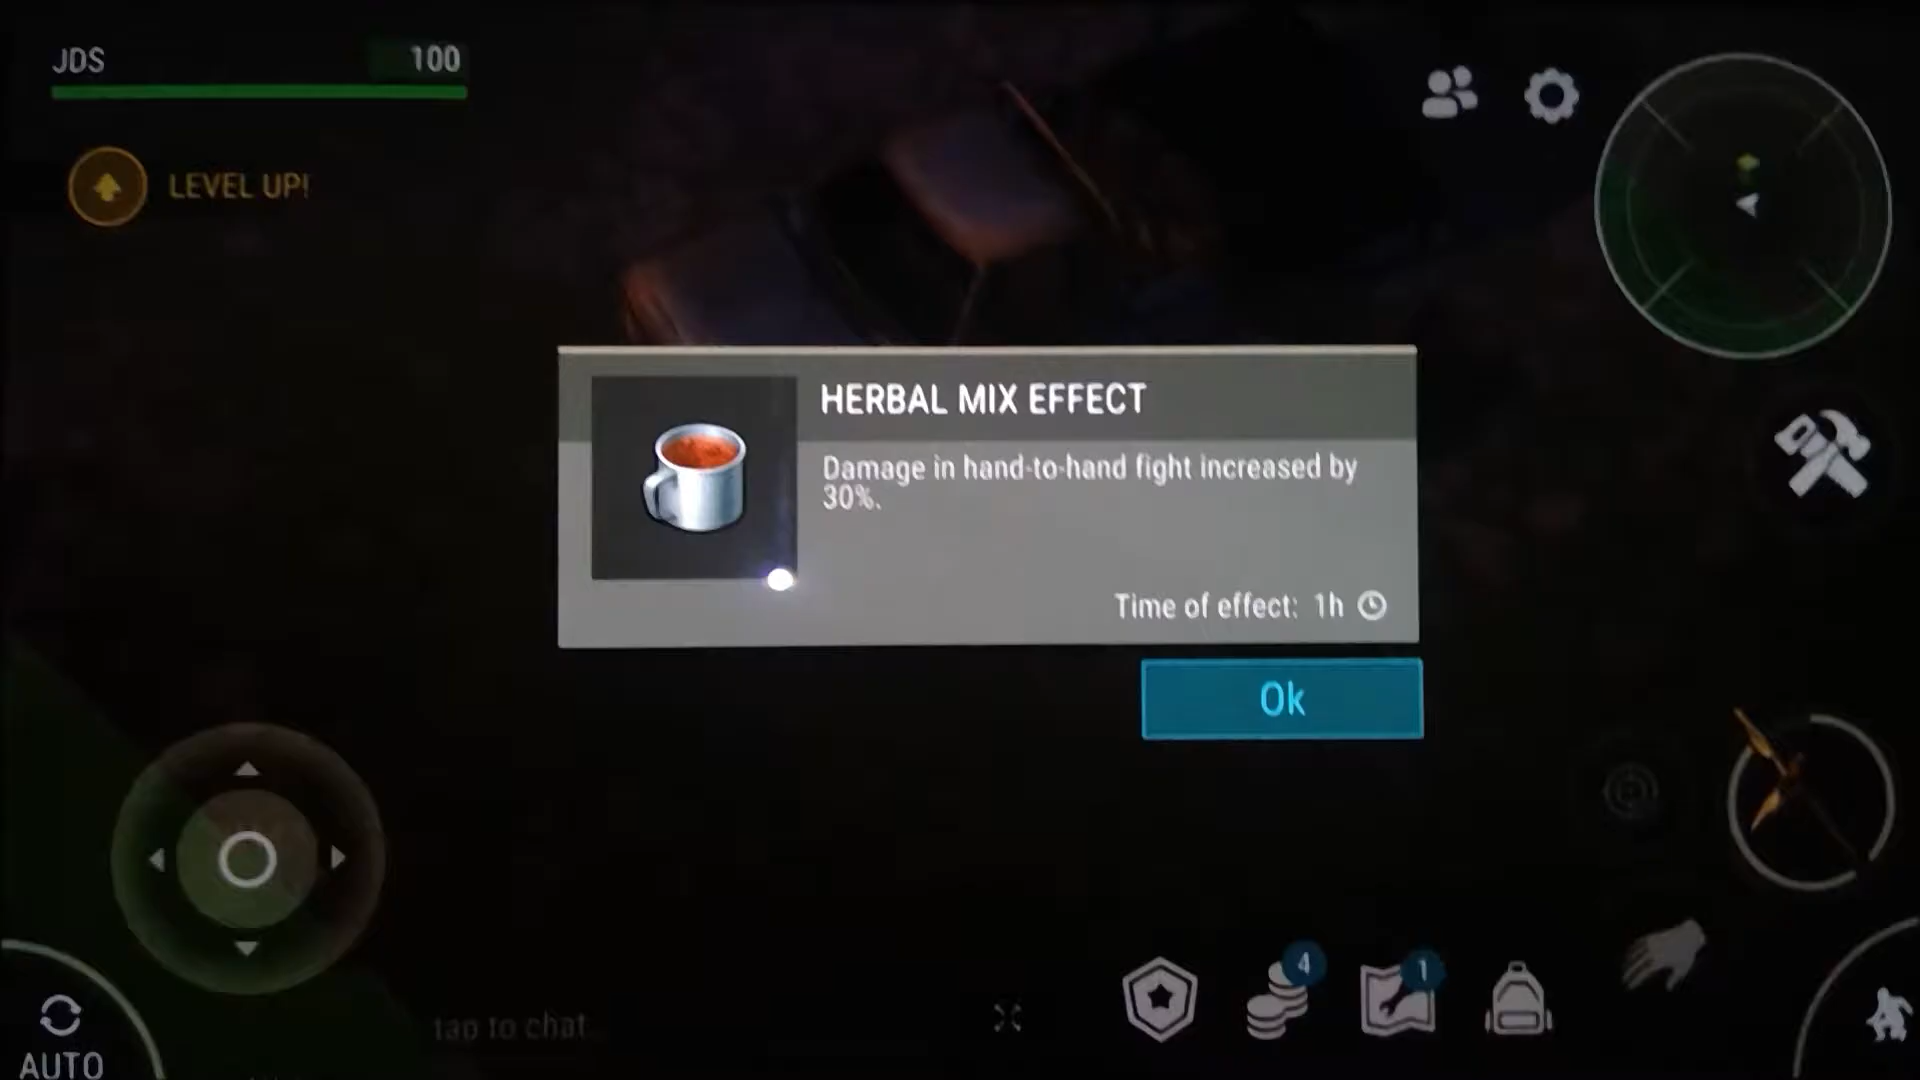 JDS
100
LEVEL UP!
HERBAL MIX EFFECT
Damage in hand-to-hand fight increased by
30%.
Time of effect: 1h
Ok
4
1
tap to chat
AUTO